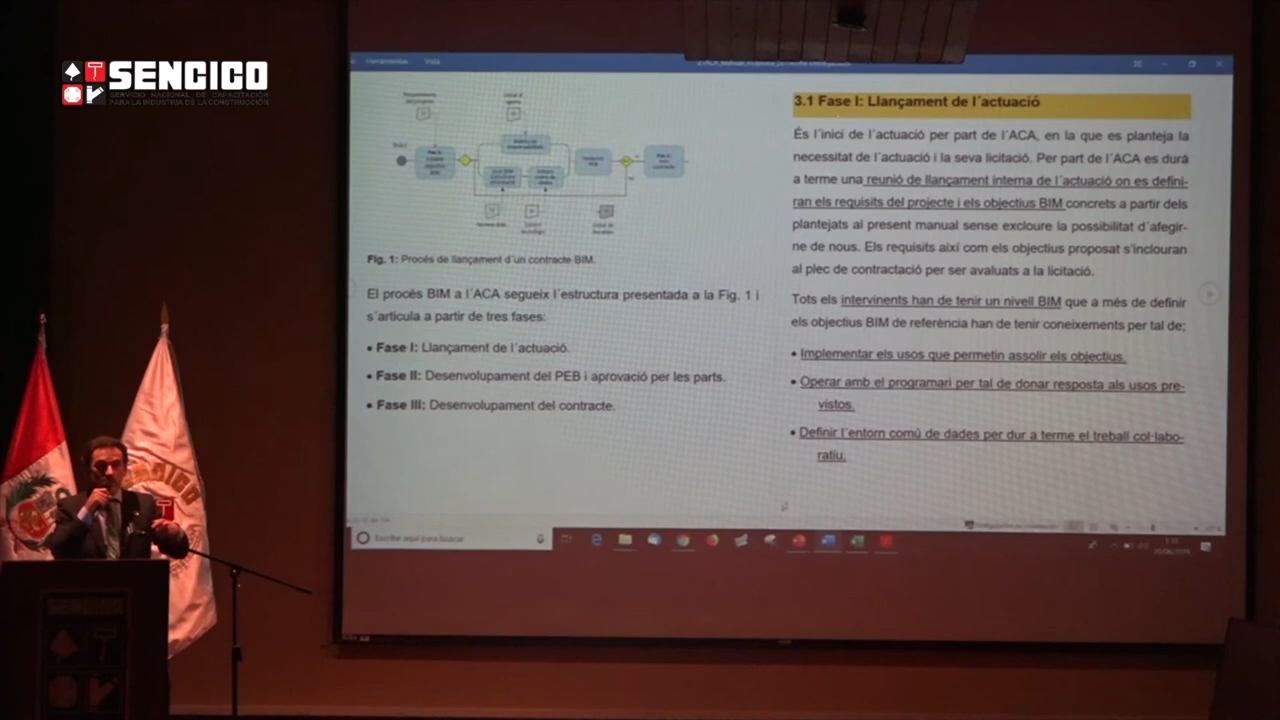 SENCICO
SERVICIO NACIONAL DE CAPACITACIÓN
PARA LA INDUSTRIA DE LA CONSTRUCCIÓN
Herramientas Vista
Inici
Fig. 1: Procés de llançament d´un contracte BIM.
El procés BIM a l´ACA segueix l´estructura presentada a la Fig. 1 i
s´articula a partir de tres fases:
• Fase I: Llançament de l´actuació.
• Fase II: Desenvolupament del PEB i aprovació per les parts.
• Fase III: Desenvolupament del contracte.
3.1 Fase I: Llançament de l´actuació
És l´inici de l´actuació per part de l´ACA, en la que es planteja la
necessitat de l´actuació i la seva licitació. Per part de l´ACA es durà
a terme una reunió de llançament interna de l´actuació on es defini-
ran els requisits del projecte i els objectius BIM concrets a partir dels
plantejats al present manual sense excloure la possibilitat d´afegir-
ne de nous. Els requisits així com els objectius proposat s'inclouran
al plec de contractació per ser avaluats a la licitació.
Tots els intervinents han de tenir un nivell BIM que a més de definir
els objectius BIM de referència han de tenir coneixements per tal de:
• Implementar els usos que permetin assolir els objectius.
• Operar amb el programari per tal de donar resposta als usos pre-
vistos.
• Definir l´entorn comú de dades per dur a terme el treball col·labo-
ratiu.
Escribe aquí para buscar